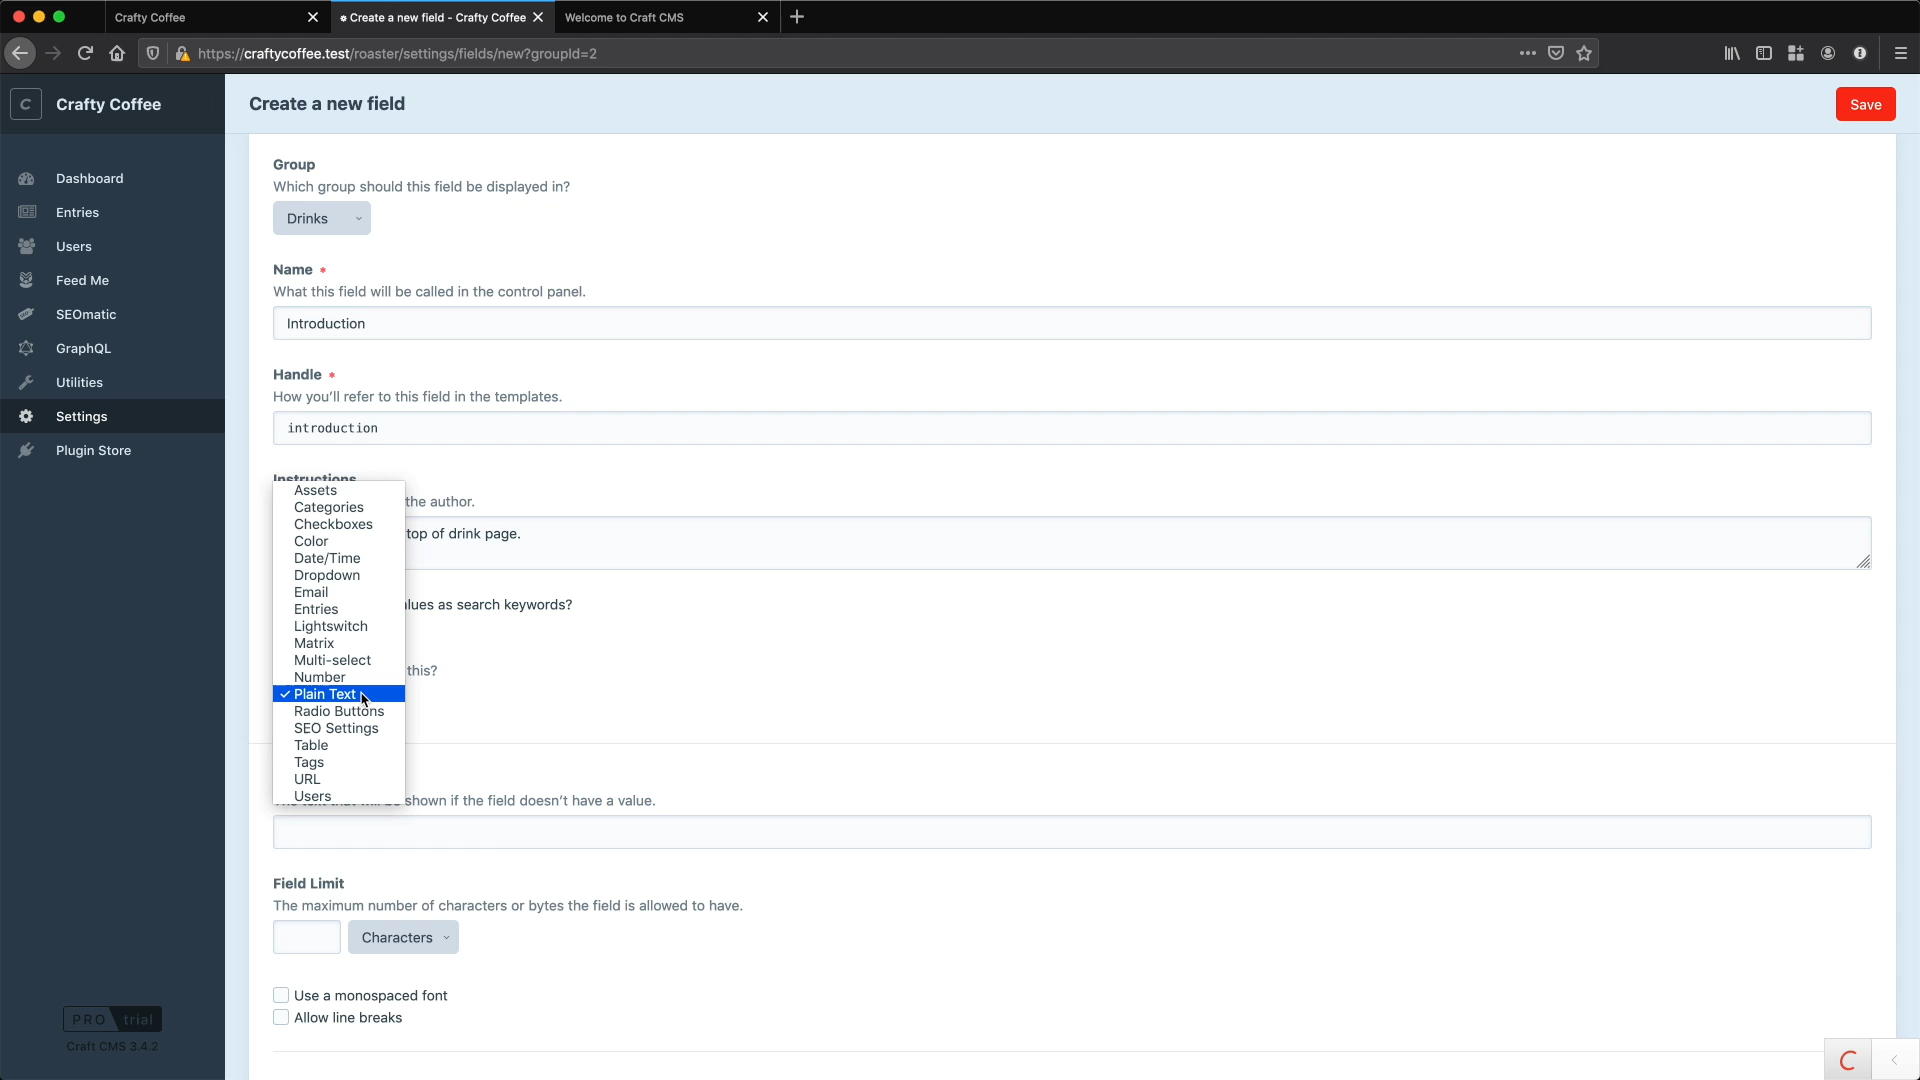 Crafty Coffee
Create a new field - Crafty Coffee
Welcome to Craft CMS
https://craftycoffee.test/roaster/settings/fields/new?groupId=2
C
Crafty Coffee
Create a new field
Save
Dashboard
Entries
Users
Feed Me
SEOmatic
GraphQL
Utilities
Settings
Plugin Store
PRO trial
Craft CMS 3.4.2
Group
Which group should this field be displayed in?
Drinks
Name *
What this field will be called in the control panel.
Introduction
Handle *
How you'll refer to this field in the templates.
introduction
Instructions
the author.
top of drink page.
lues as search keywords?
this?
Assets
Categories
Checkboxes
Color
Date/Time
Dropdown
Email
Entries
Lightswitch
Matrix
Multi-select
Number
✓ Plain Text
Radio Buttons
SEO Settings
Table
Tags
URL
Users
shown if the field doesn't have a value.
Field Limit
The maximum number of characters or bytes the field is allowed to have.
Characters
Use a monospaced font
Allow line breaks